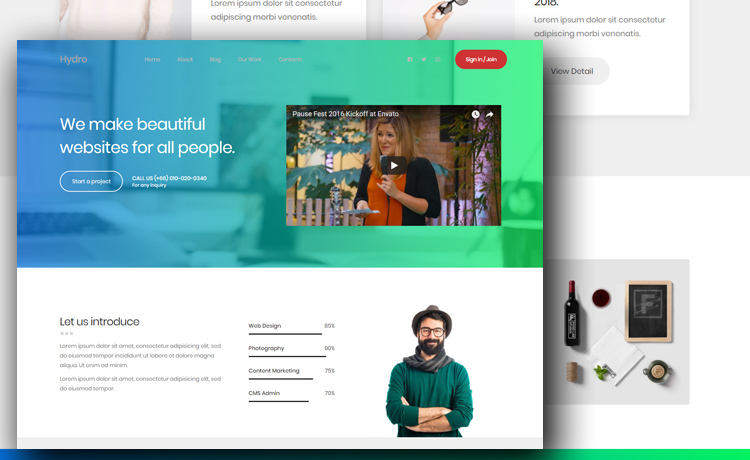 Lorem ipsum dolor sit consectetur
adipiscing morbi venenatis.
2018.
Lorem ipsum dolor sit consectetur
adipiscing morbi venenatis.
View Detail
Hydro
Home
About
Blog
Our Work
Contacts
Sign in / Join
We make beautiful
websites for all people.
Start a project
CALL US (+66) 010-020-0340
For any inquiry
Pause Fest 2016 Kickoff at Envato
Let us introduce
Lorem ipsum dolor sit amet, consectetur adipisicing elit, sed
do eiusmod tempor incididunt ut labore et dolore magna
aliqua. Ut enim ad minim.
Lorem ipsum dolor sit amet, consectetur adipisicing elit, sed
do eiusmod tempor.
Web Design 85%
Photography 90%
Content Marketing 75%
CMS Admin 70%
F